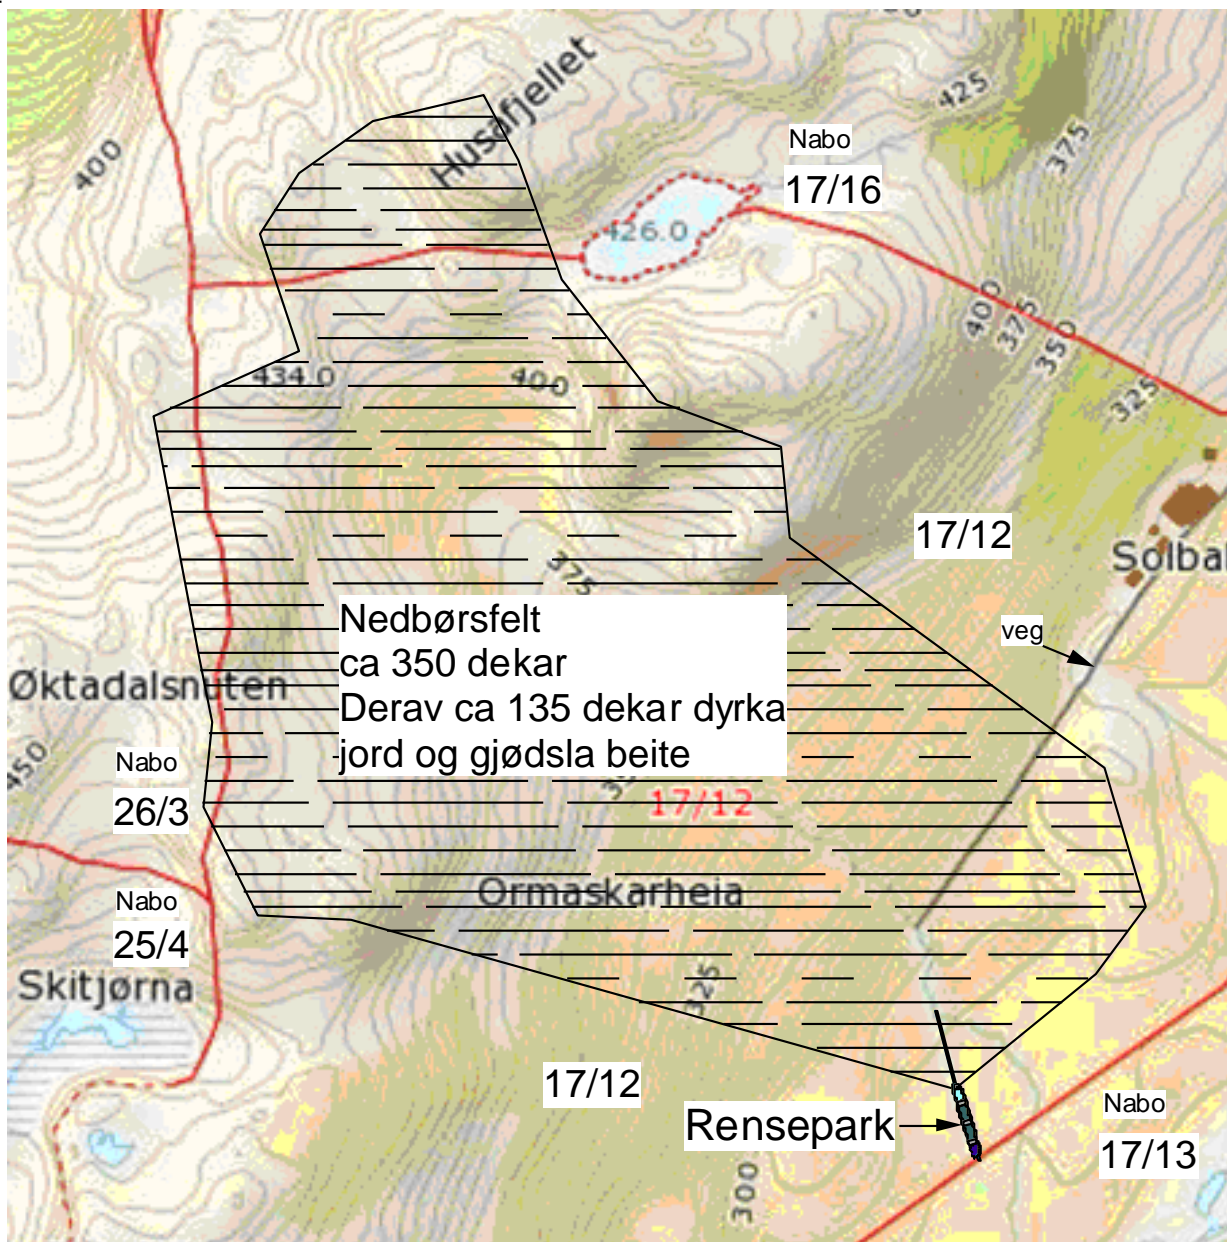 Husafjellet
425
375
400
Nabo
17/16
426.0
400
375
350
325
434.0
400
17/12
Solbak
375
Nedbørsfelt
ca 350 dekar
Derav ca 135 dekar dyrka
jord og gjødsla beite
veg
Øktadalsnuten
450
Nabo
26/3
17/12
Ormaskarheia
Nabo
25/4
Skitjørna
325
17/12
Rensepark
Nabo
17/13
300